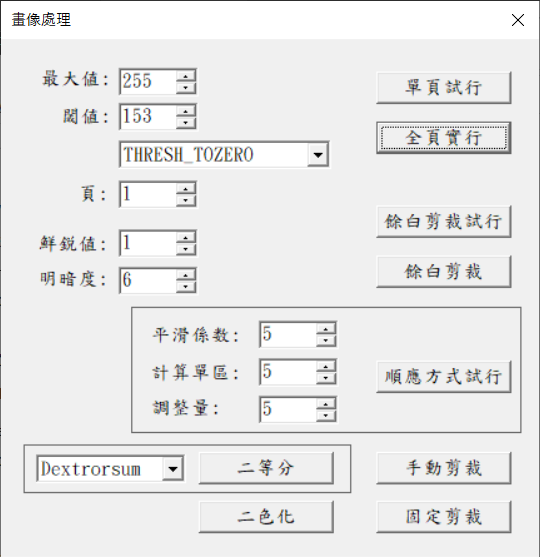 畫像處理
最大値: 255
單頁試行
閾値: 153
全頁實行
THRESH_TOZERO
頁: 1
餘白剪裁試行
鮮銳値: 1
明暗度: 6
餘白剪裁
平滑係数: 5
計算單區: 5
順應方式試行
調整量: 5
Dextrorsum
二等分
手動剪裁
二色化
固定剪裁